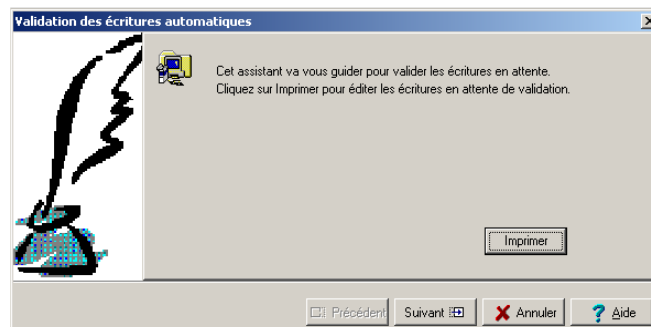 Validation des écritures automatiques
Cet assistant va vous guider pour valider les écritures en attente.
Cliquez sur Imprimer pour éditer les écritures en attente de validation.
Imprimer
Précédent Suivant Annuler ? Aide